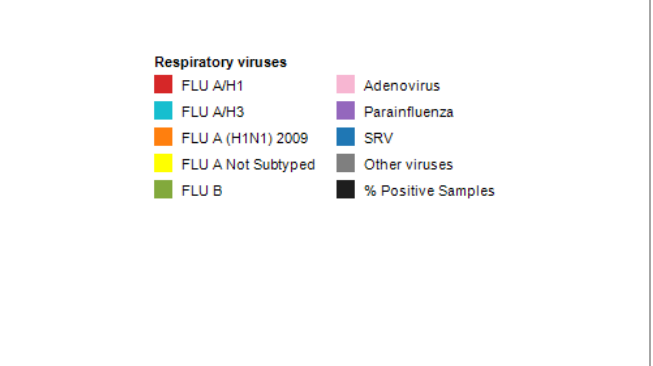 Respiratory viruses
FLU A/H1
FLU A/H3
FLU A (H1N1) 2009
FLU A Not Subtyped
FLU B
Adenovirus
Parainfluenza
SRV
Other viruses
% Positive Samples